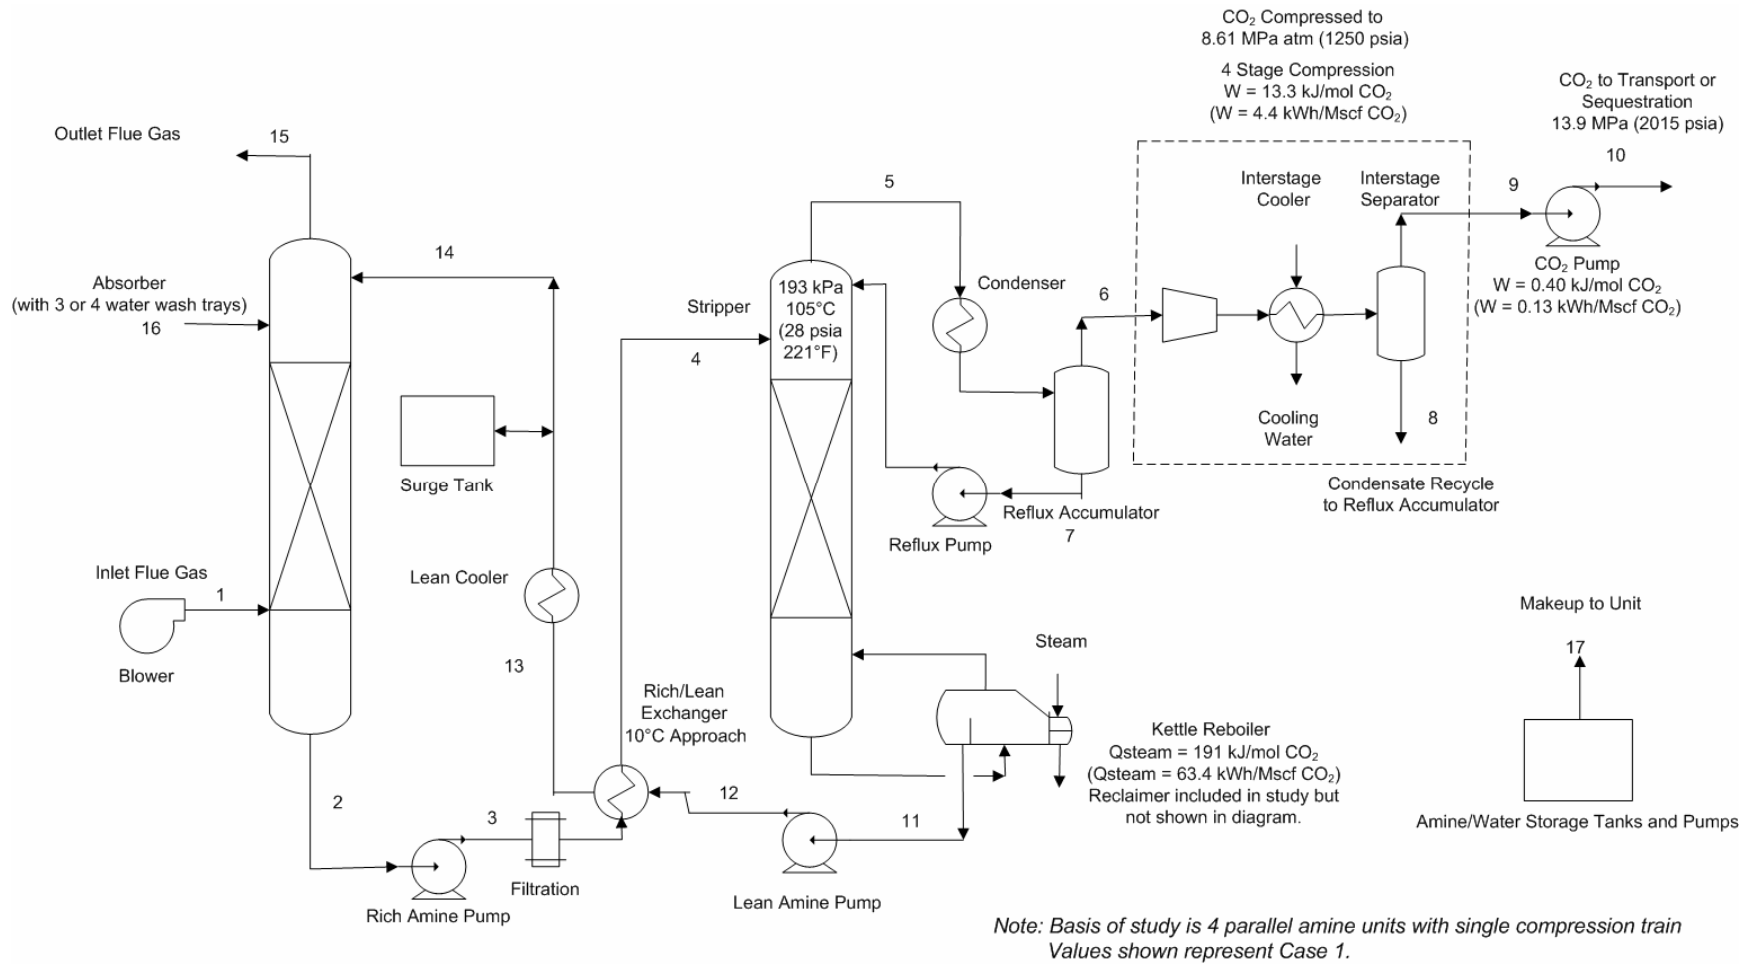 CO₂ Compressed to
8.61 MPa atm (1250 psia)
4 Stage Compression
W = 13.3 kJ/mol CO₂
(W = 4.4 kWh/Mscf CO₂)
CO₂ to Transport or
Sequestration
13.9 MPa (2015 psia)
10
Outlet Flue Gas
15
5
Interstage
Cooler
Interstage
Separator
9
14
Absorber
(with 3 or 4 water wash trays)
16
Stripper
4
193 kPa
105°C
(28 psia
221°F)
Condenser
6
CO₂ Pump
W = 0.40 kJ/mol CO₂
(W = 0.13 kWh/Mscf CO₂)
Cooling
Water
8
Surge Tank
Condensate Recycle
to Reflux Accumulator
Reflux Accumulator
7
Reflux Pump
Inlet Flue Gas
1
Blower
Lean Cooler
13
Makeup to Unit
17
Steam
Rich/Lean
Exchanger
10°C Approach
Kettle Reboiler
Qsteam = 191 kJ/mol CO₂
(Qsteam = 63.4 kWh/Mscf CO₂)
Reclaimer included in study but
not shown in diagram.
2
3
12
11
Amine/Water Storage Tanks and Pumps
Filtration
Rich Amine Pump
Lean Amine Pump
Note: Basis of study is 4 parallel amine units with single compression train
Values shown represent Case 1.